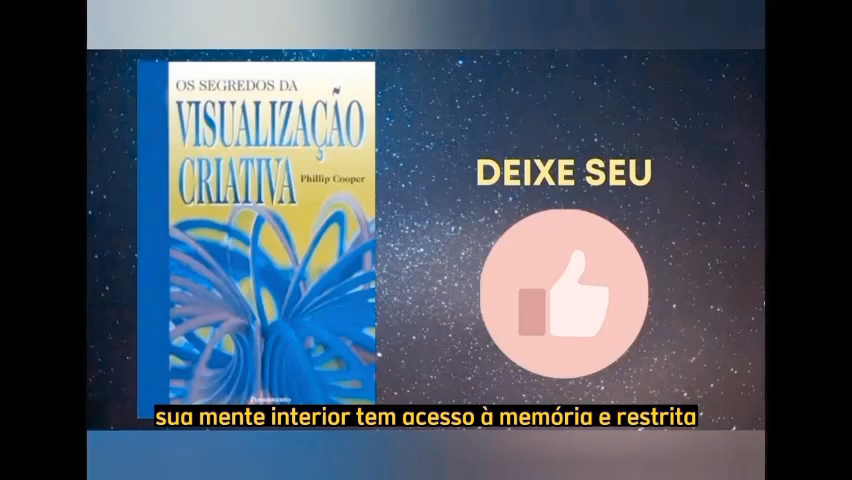 OS SEGREDOS DA
VISUALIZAÇÃO
CRIATIVA
Phillip Cooper
Pensamento
DEIXE SEU
sua mente interior tem acesso à memória e restrita